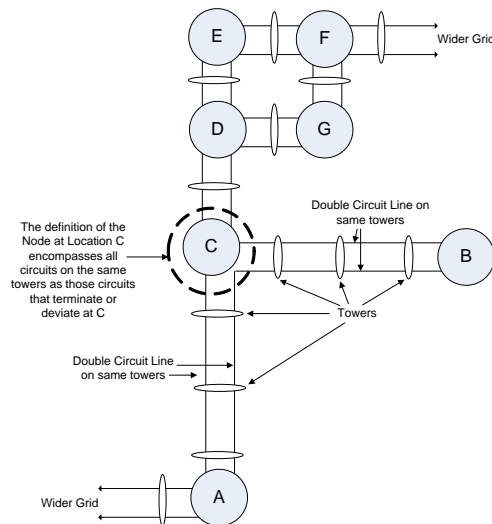 E
F
Wider Grid
D
G
Double Circuit Line on
same towers
The definition of the
Node at Location C
encompasses all
circuits on the same
towers as those circuits
that terminate or
deviate at C
C
B
Towers
Double Circuit Line
on same towers
Wider Grid
A